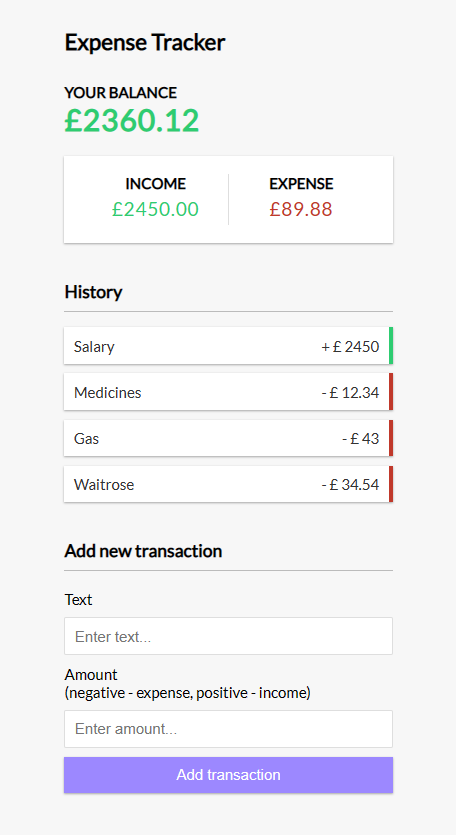 Expense Tracker
YOUR BALANCE
£2360.12
INCOME
£2450.00
EXPENSE
£89.88
History
Salary + £ 2450
Medicines - £ 12.34
Gas - £ 43
Waitrose - £ 34.54
Add new transaction
Text
Enter text...
Amount
(negative - expense, positive - income)
Enter amount...
Add transaction